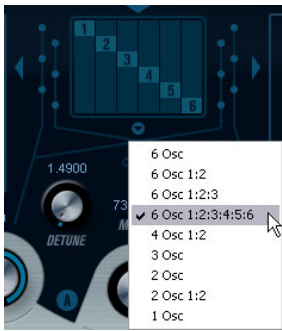 1
2
3
4
5
6
1.4900
DETUNE
73
M
A
6 Osc
6 Osc 1:2
6 Osc 1:2:3
6 Osc 1:2:3:4:5:6
4 Osc 1:2
3 Osc
2 Osc
2 Osc 1:2
1 Osc